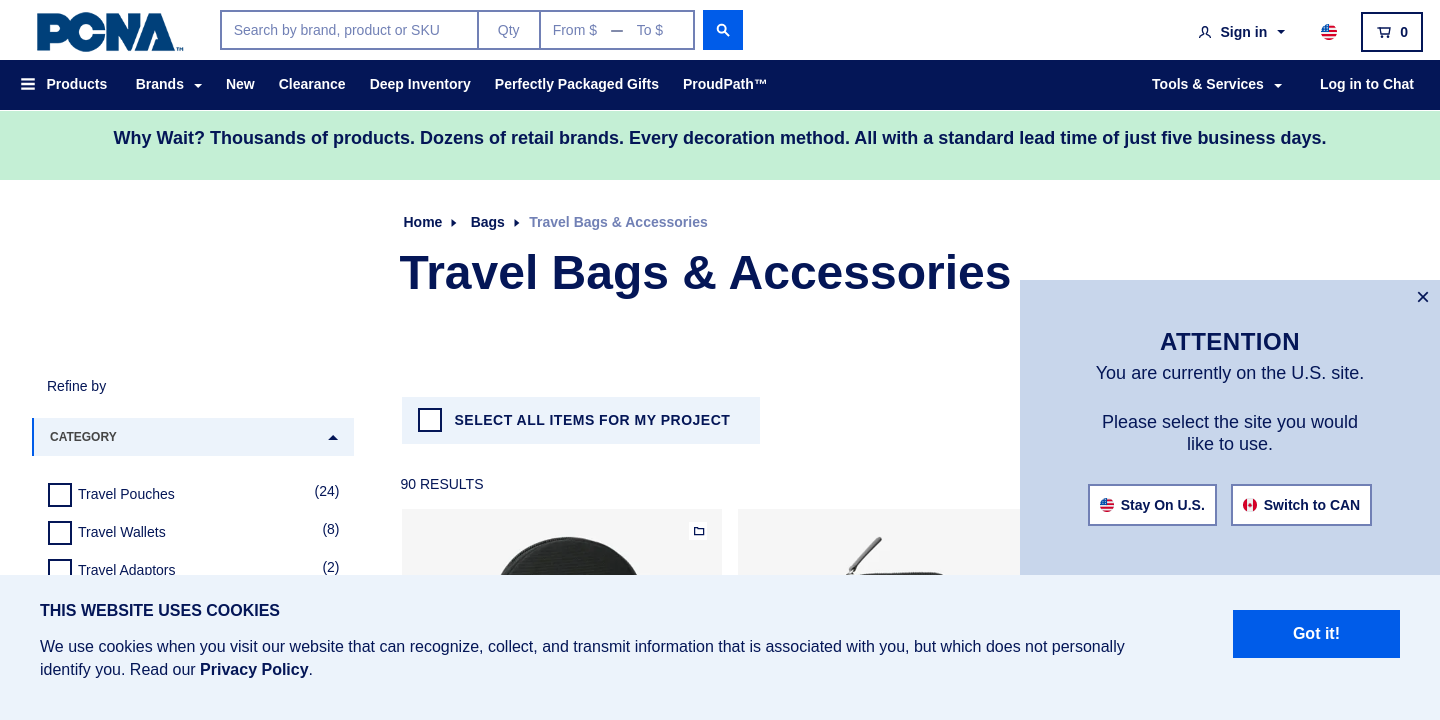 PCNA™
Search by brand, product or SKU
Qty
From $ — To $
Sign in
0
Products
Brands
New
Clearance
Deep Inventory
Perfectly Packaged Gifts
ProudPath™
Tools & Services
Log in to Chat
Why Wait? Thousands of products. Dozens of retail brands. Every decoration method. All with a standard lead time of just five business days.
Home
Bags
Travel Bags & Accessories
Travel Bags & Accessories
×
ATTENTION
You are currently on the U.S. site.
Please select the site you would
like to use.
Stay On U.S.
Switch to CAN
Refine by
CATEGORY
Travel Pouches (24)
Travel Wallets (8)
Travel Adaptors (2)
SELECT ALL ITEMS FOR MY PROJECT
90 RESULTS
THIS WEBSITE USES COOKIES
We use cookies when you visit our website that can recognize, collect, and transmit information that is associated with you, but which does not personally
identify you. Read our Privacy Policy.
Got it!